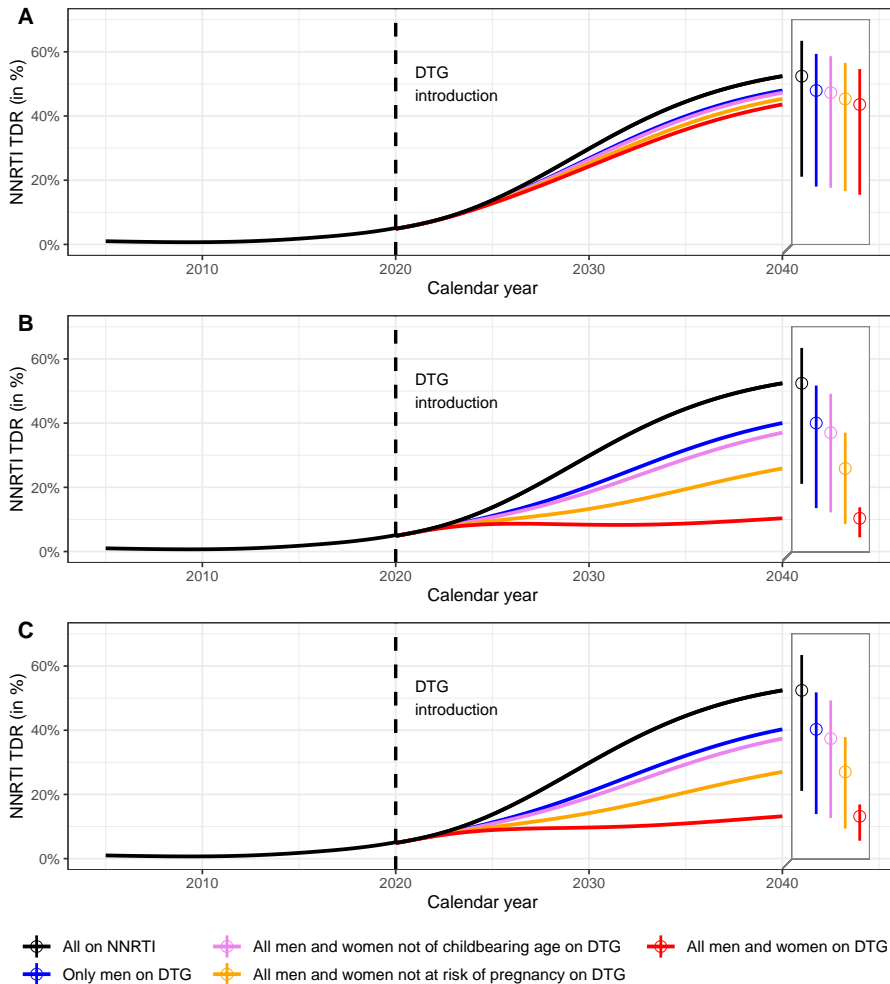 A
NNRTI TDR (in %)
60%
40%
20%
0%
DTG
introduction
2010
2020
2030
2040
Calendar year
B
NNRTI TDR (in %)
60%
40%
20%
0%
DTG
introduction
2010
2020
2030
2040
Calendar year
C
NNRTI TDR (in %)
60%
40%
20%
0%
DTG
introduction
2010
2020
2030
2040
Calendar year
All on NNRTI
All men and women not of childbearing age on DTG
All men and women on DTG
Only men on DTG
All men and women not at risk of pregnancy on DTG